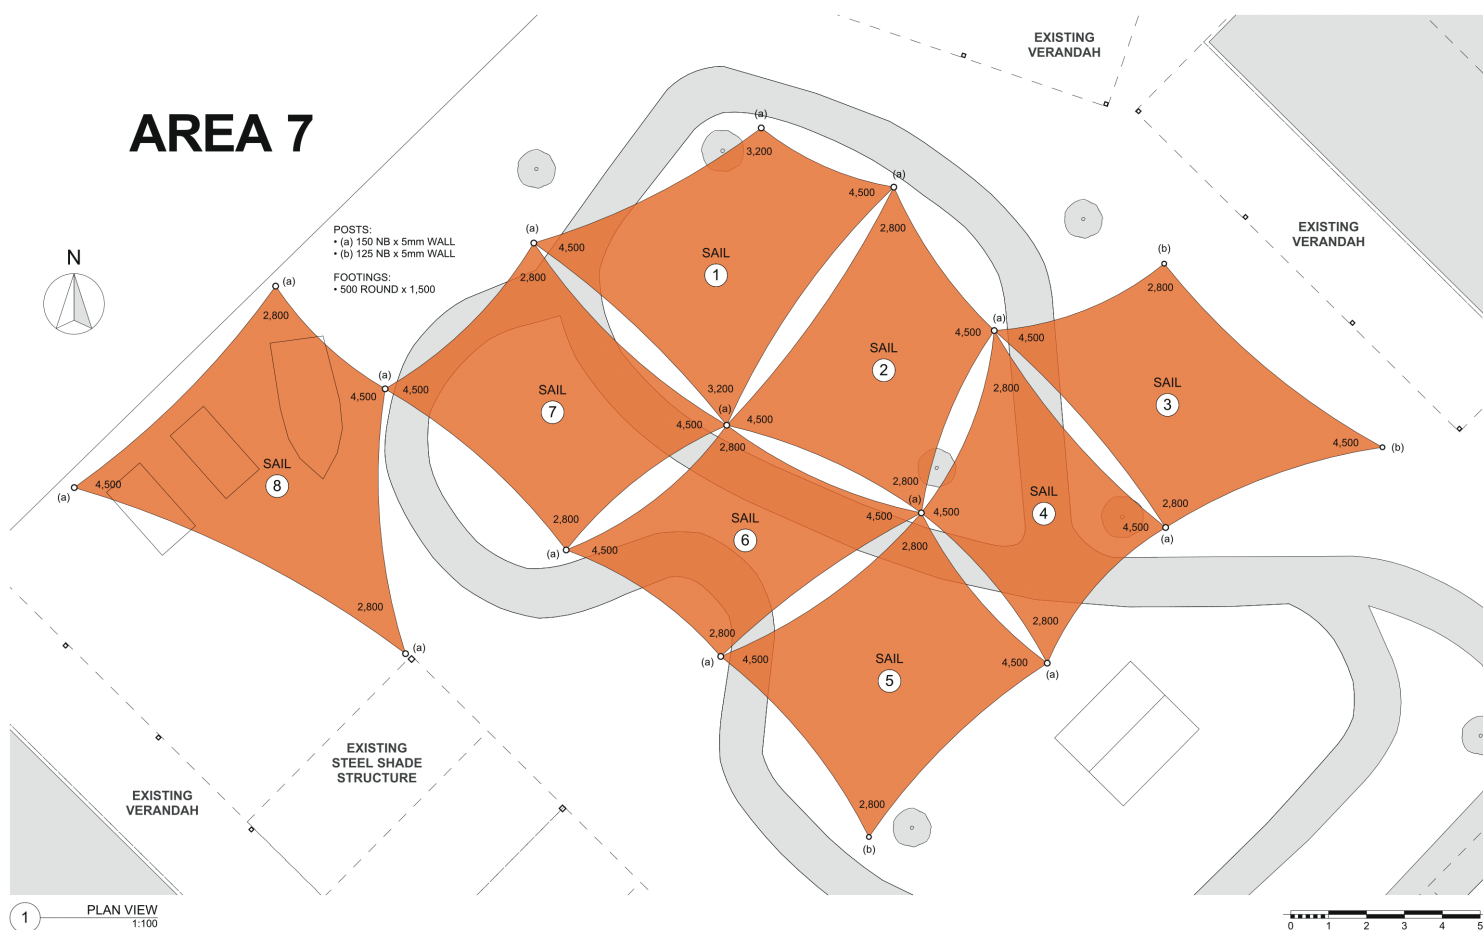 EXISTING
VERANDAH
AREA 7
(a)
3,200
(a)
4,500
2,800
POSTS:
• (a) 150 NB x 5mm WALL
• (b) 125 NB x 5mm WALL
FOOTINGS:
• 500 ROUND x 1,500
(a)
4,500
2,800
SAIL
1
EXISTING
VERANDAH
(b)
2,800
N
(a)
2,800
(a)
4,500
4,500
2,800
SAIL
2
(a)
4,500
4,500
SAIL
7
3,200
(a)
4,500
4,500
2,800
SAIL
3
4,500
(b)
SAIL
8
4,500
(a)
2,800
(a)
4,500
4,500
2,800
SAIL
4
2,800
4,500
(a)
SAIL
6
2,800
(a)
4,500
2,800
(a)
2,800
(a)
4,500
2,800
4,500
(a)
SAIL
5
EXISTING
STEEL SHADE
STRUCTURE
EXISTING
VERANDAH
2,800
(b)
1
PLAN VIEW
1:100
0 1 2 3 4 5